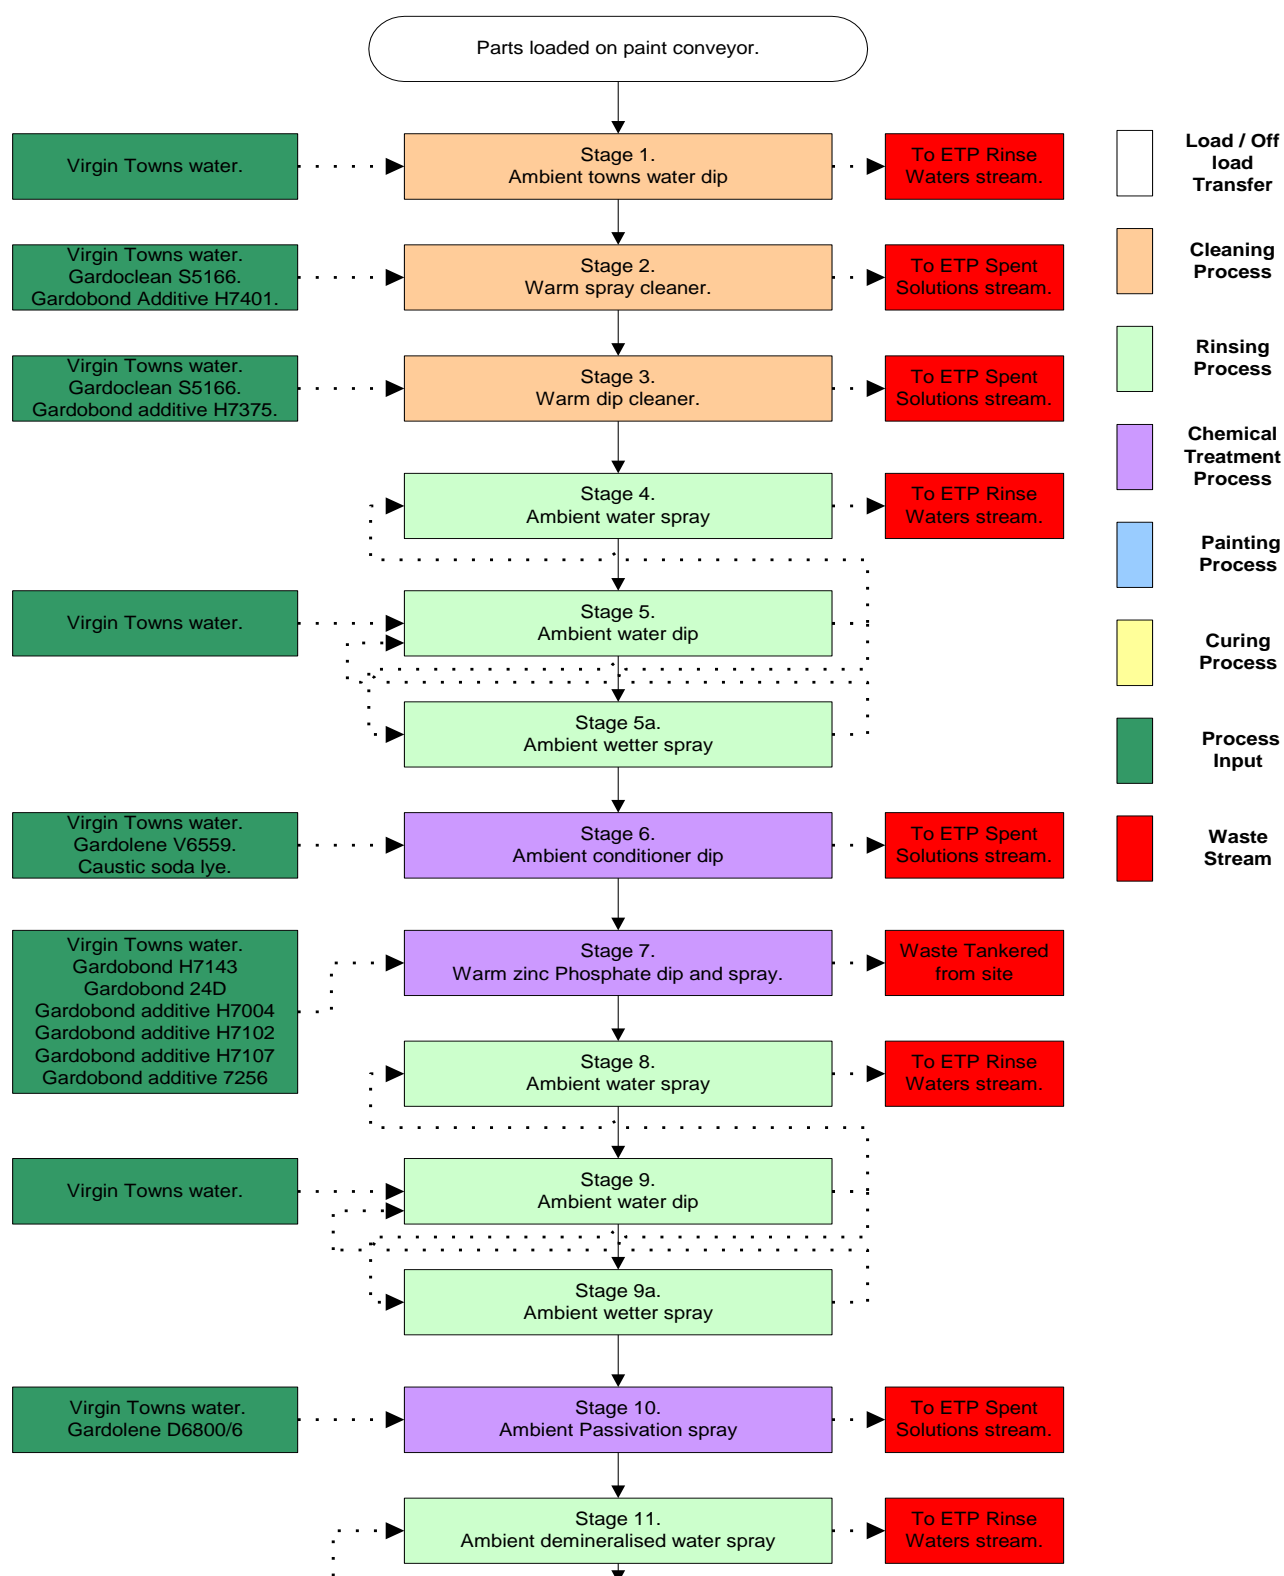 Parts loaded on paint conveyor.
Virgin Towns water.
Stage 1.
Ambient towns water dip
To ETP Rinse
Waters stream.
Virgin Towns water.
Gardoclean S5166.
Gardobond Additive H7401.
Stage 2.
Warm spray cleaner.
To ETP Spent
Solutions stream.
Virgin Towns water.
Gardoclean S5166.
Gardobond additive H7375.
Stage 3.
Warm dip cleaner.
To ETP Spent
Solutions stream.
Stage 4.
Ambient water spray
To ETP Rinse
Waters stream.
Virgin Towns water.
Stage 5.
Ambient water dip
Stage 5a.
Ambient wetter spray
Virgin Towns water.
Gardolene V6559.
Caustic soda lye.
Stage 6.
Ambient conditioner dip
To ETP Spent
Solutions stream.
Virgin Towns water.
Gardobond H7143
Gardobond 24D
Gardobond additive H7004
Gardobond additive H7102
Gardobond additive H7107
Gardobond additive 7256
Stage 7.
Warm zinc Phosphate dip and spray.
Waste Tankered
from site
Stage 8.
Ambient water spray
To ETP Rinse
Waters stream.
Virgin Towns water.
Stage 9.
Ambient water dip
Stage 9a.
Ambient wetter spray
Virgin Towns water.
Gardolene D6800/6
Stage 10.
Ambient Passivation spray
To ETP Spent
Solutions stream.
Stage 11.
Ambient demineralised water spray
To ETP Rinse
Waters stream.
Load / Off
load
Transfer
Cleaning
Process
Rinsing
Process
Chemical
Treatment
Process
Painting
Process
Curing
Process
Process
Input
Waste
Stream